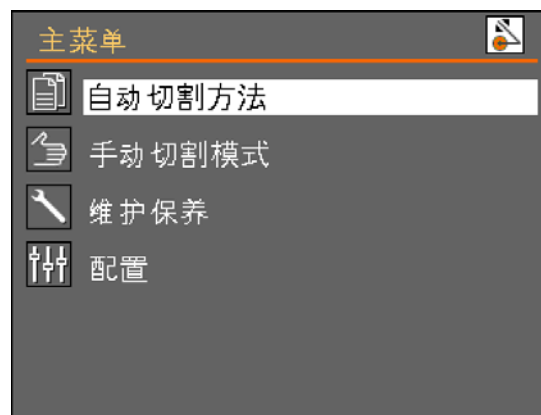 主菜单
自动切割方法
手动切割模式
维护保养
配置